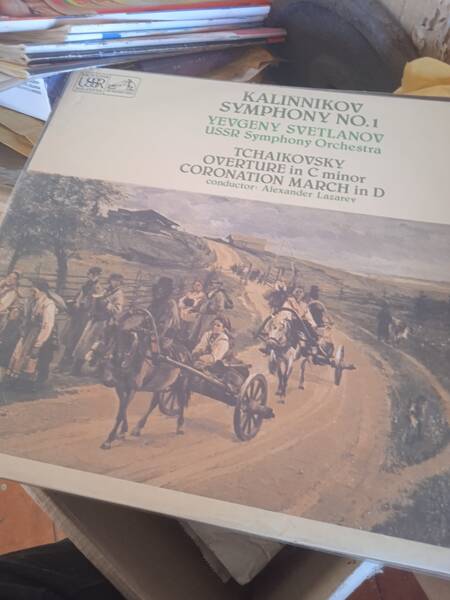 USSR
KALINNIKOV
SYMPHONY NO.1
YEVGENY SVETLANOV
USSR Symphony Orchestra
TCHAIKOVSKY
OVERTURE in C minor
CORONATION MARCH in D
conductor: Alexander Lazarev